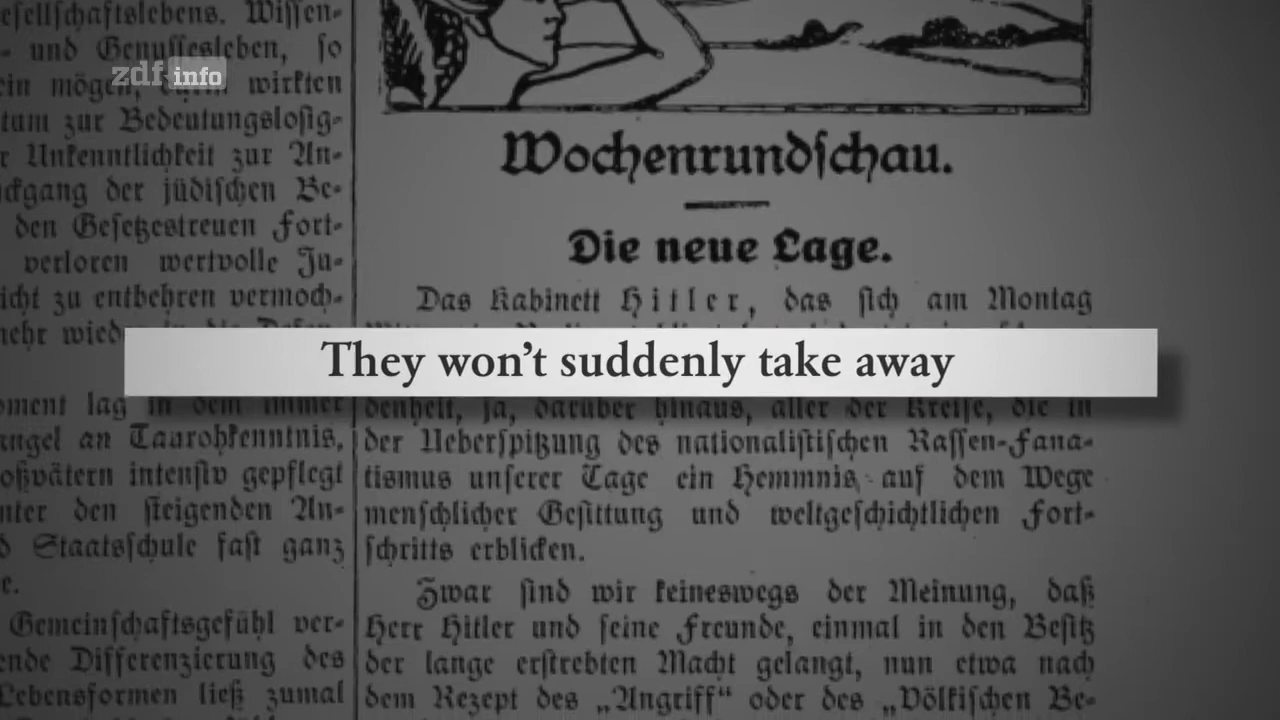 zdf info
esellschaftslebens. Wissen-
- und Genussesleben, so
ein mögen, darin wirkten
tum zur Bedeutungslosig-
r Unkenntlichkeit zur An-
ckgang der jüdischen Be-
den Gesetzestreuen Fort-
verloren wertvolle Ju-
icht zu entbehren vermoch-
mehr wied
oment lag in dem immer
angel an Taurohkenntnis,
oßvätern intensiv gepflegt
nter den steigenden An-
d Staatsschule fast ganz
e.
Gemeinschaftsgefühl ver-
ende Differenzierung des
Lebensformen ließ zumal
Wochenrundschau.
Die neue Lage.
Das Kabinett Hitler, das sich am Montag
They won't suddenly take away
denheit, ja, darüber hinaus, aller der Kreise, die in
der Ueberspitzung des nationalistischen Rassen-Fana-
tismus unserer Tage ein Hemmnis auf dem Wege
menschlicher Gesittung und weltgeschichtlichen Fort-
schritts erblicken.
Zwar sind wir keineswegs der Meinung, daß
Herr Hitler und seine Freunde, einmal in den Besitz
der lange erstrebten Macht gelangt, nun etwa nach
dem Rezept des „Angriff“ oder des „Völkischen Be-